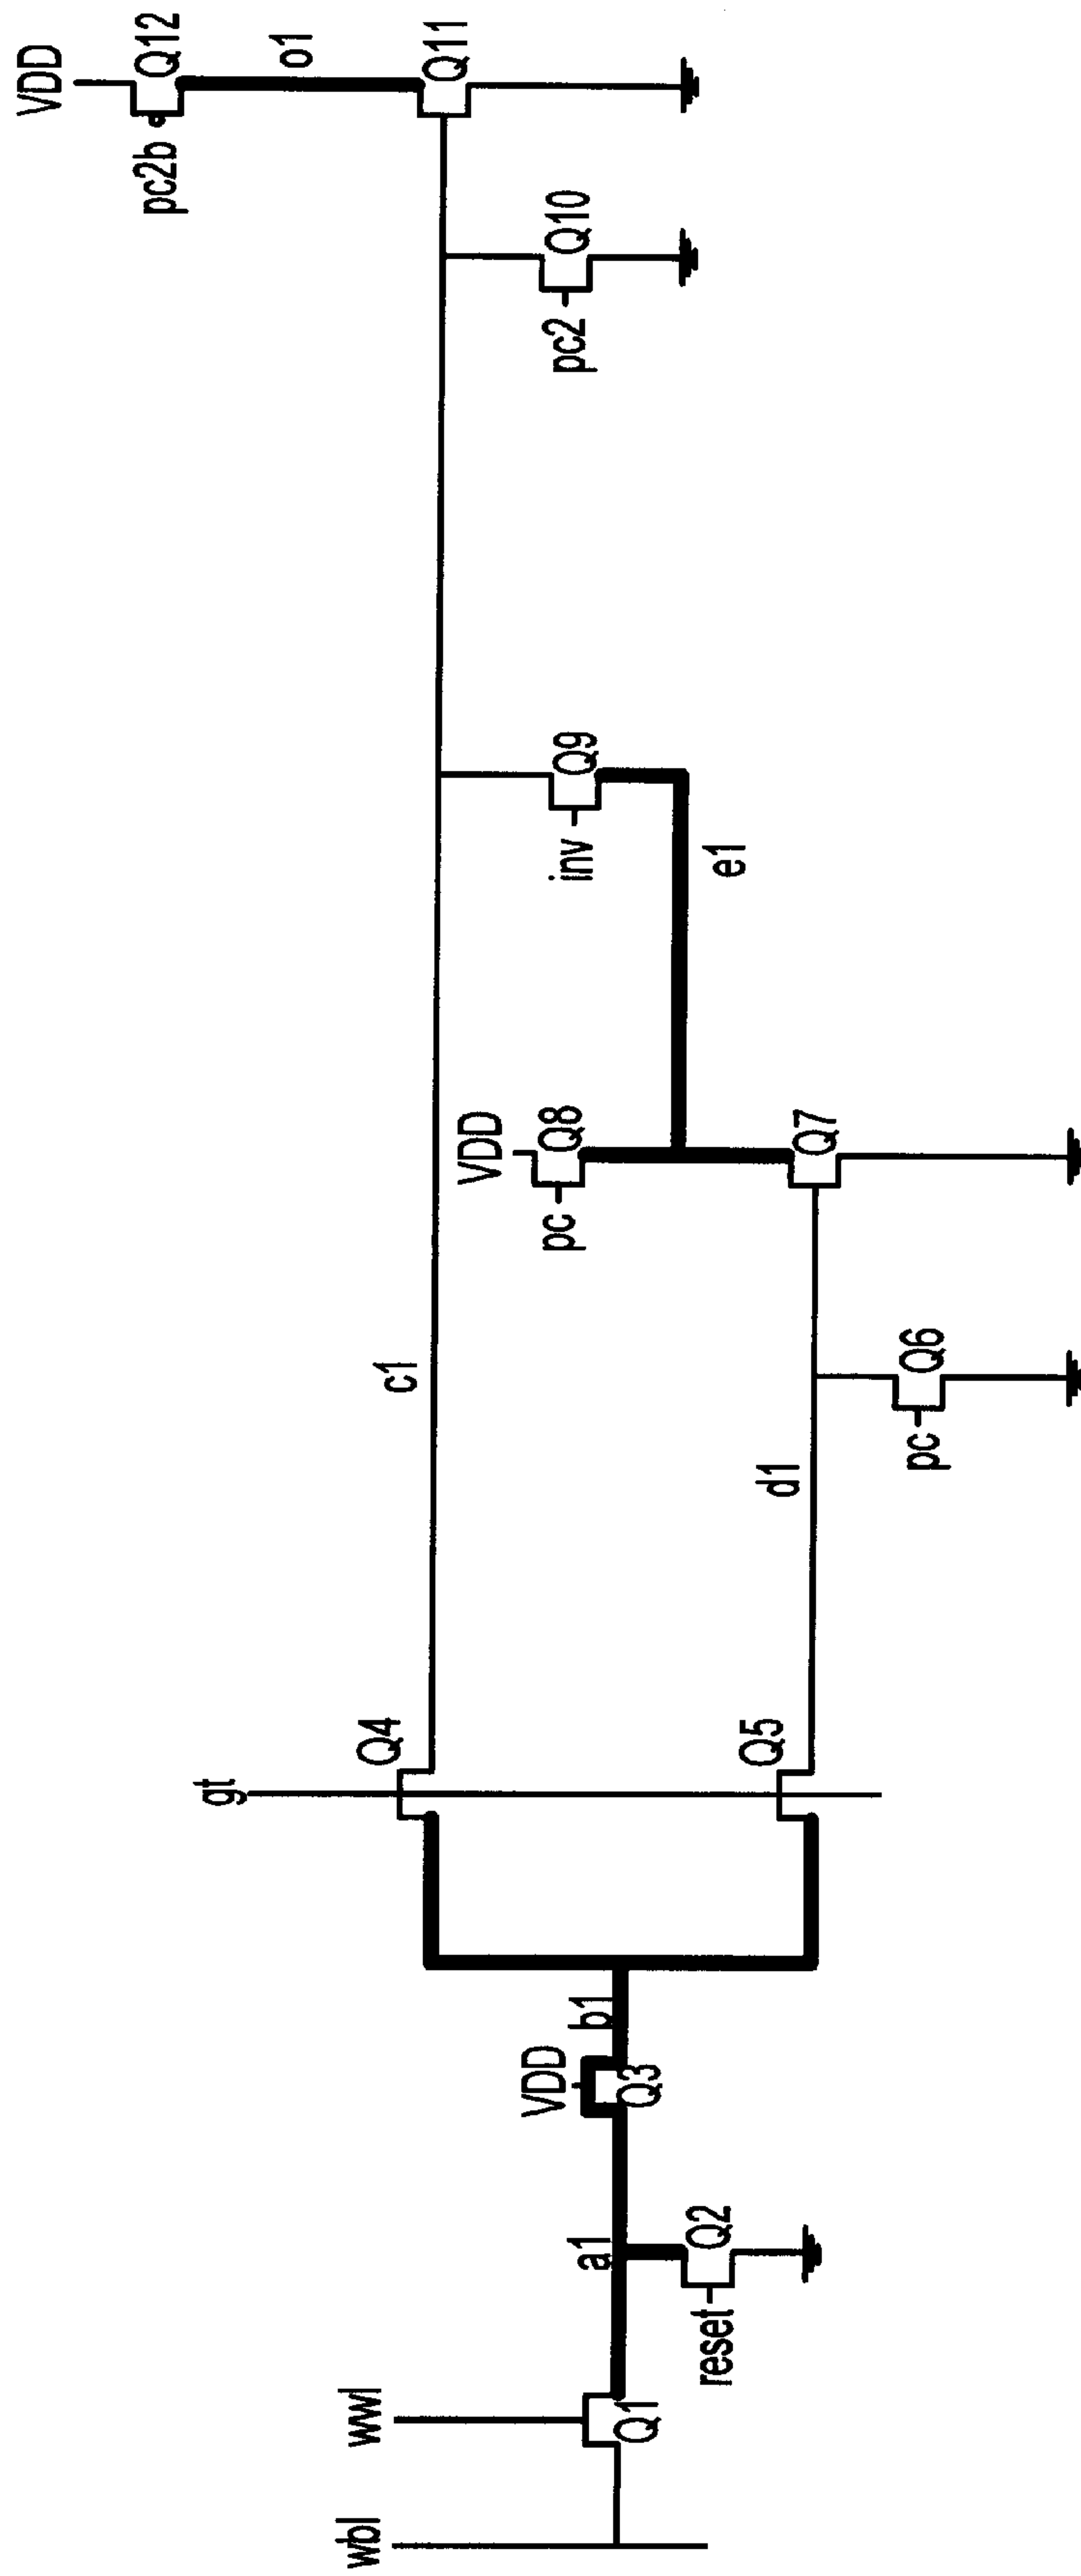 wbl
wwl
Q1
a1
reset
Q2
VDD
Q3
b1
gt
Q4
Q5
c1
d1
pc
Q6
VDD
pc
Q8
Q7
e1
inv
Q9
pc2
Q10
VDD
pc2b
Q12
o1
Q11